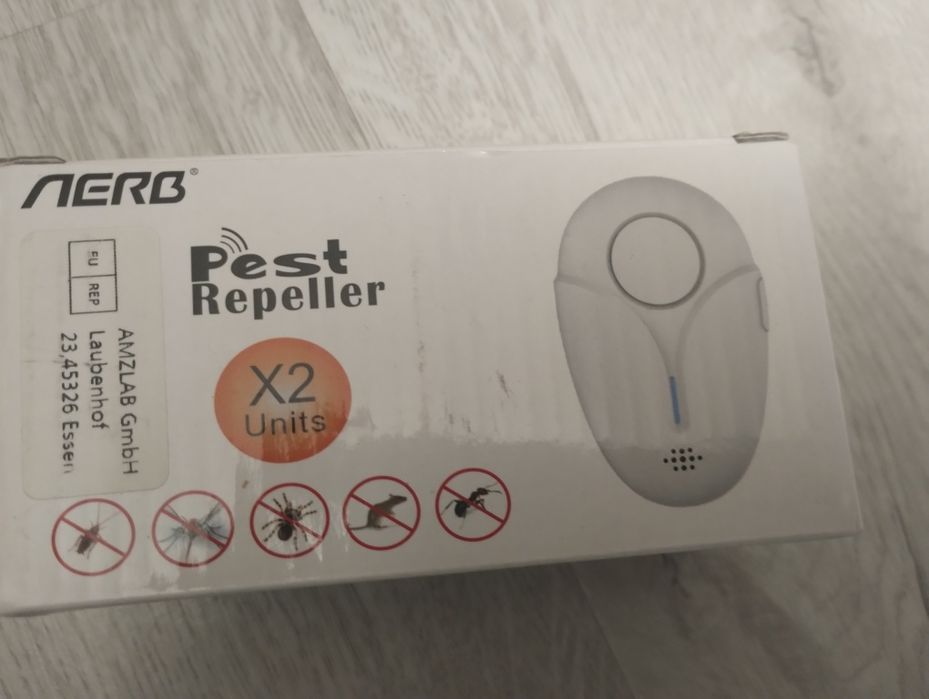 AERB®
Pest
Repeller
X2
Units
EU REP
AMZLAB GmbH
Laubenhof
23,45326 Essen